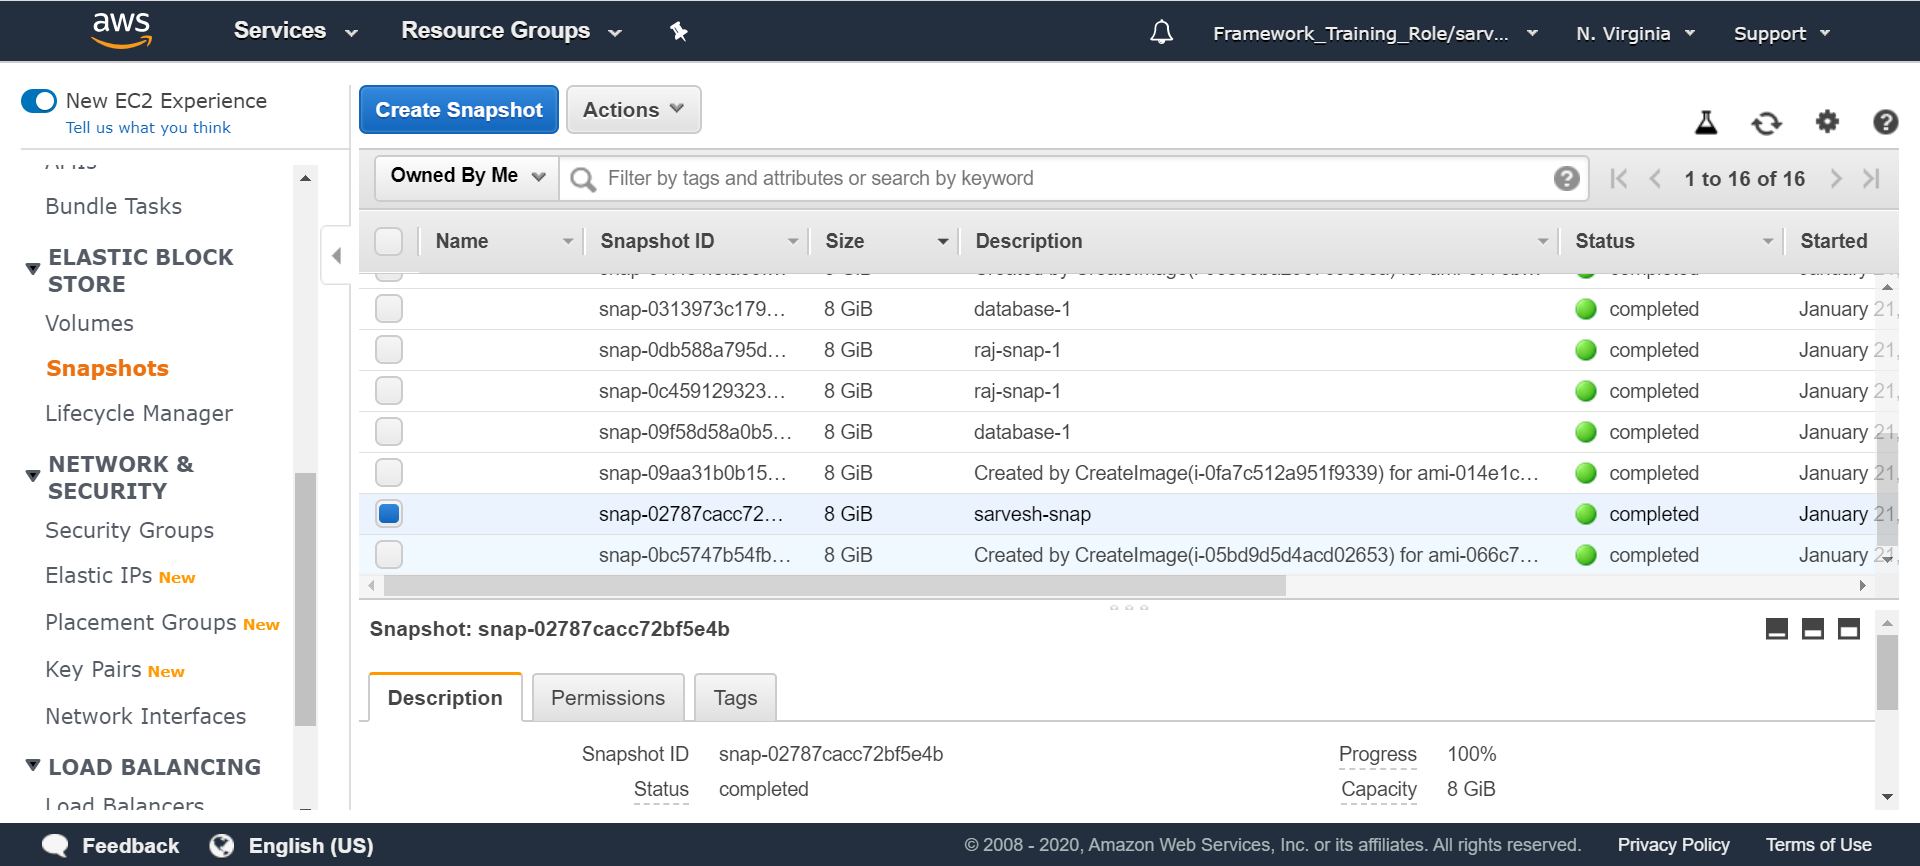 aws Services Resource Groups Framework_Training_Role/sarv... N. Virginia Support
New EC2 Experience
Tell us what you think
Bundle Tasks
ELASTIC BLOCK
STORE
Volumes
Snapshots
Lifecycle Manager
NETWORK &
SECURITY
Security Groups
Elastic IPs New
Placement Groups New
Key Pairs New
Network Interfaces
LOAD BALANCING
Load Balancers
Create Snapshot Actions
Owned By Me Filter by tags and attributes or search by keyword 1 to 16 of 16
Name Snapshot ID Size Description Status Started
snap-0313973c179... 8 GiB database-1 completed January 21,
snap-0db588a795d... 8 GiB raj-snap-1 completed January 21,
snap-0c459129323... 8 GiB raj-snap-1 completed January 21,
snap-09f58d58a0b5... 8 GiB database-1 completed January 21,
snap-09aa31b0b15... 8 GiB Created by CreateImage(i-0fa7c512a951f9339) for ami-014e1c... completed January 21,
snap-02787cacc72... 8 GiB sarvesh-snap completed January 21,
snap-0bc5747b54fb... 8 GiB Created by CreateImage(i-05bd9d5d4acd02653) for ami-066c7... completed January 21,
Snapshot: snap-02787cacc72bf5e4b
Description Permissions Tags
Snapshot ID snap-02787cacc72bf5e4b Progress 100%
Status completed Capacity 8 GiB
Feedback English (US) © 2008 - 2020, Amazon Web Services, Inc. or its affiliates. All rights reserved. Privacy Policy Terms of Use